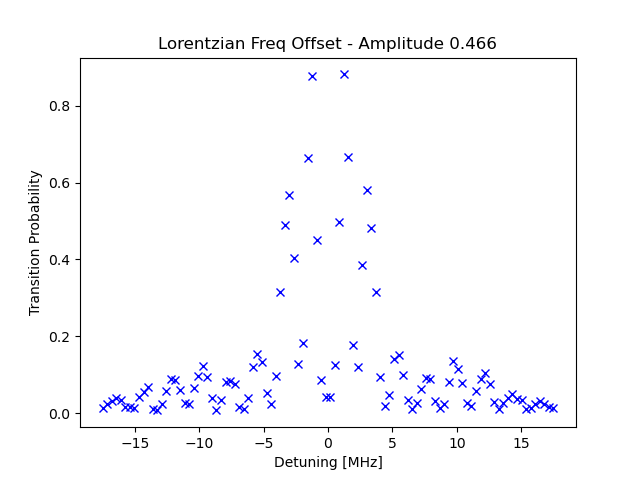 Lorentzian Freq Offset - Amplitude 0.466
0.8
0.6
0.4
0.2
0.0
Transition Probability
−15 −10 −5 0 5 10 15
Detuning [MHz]